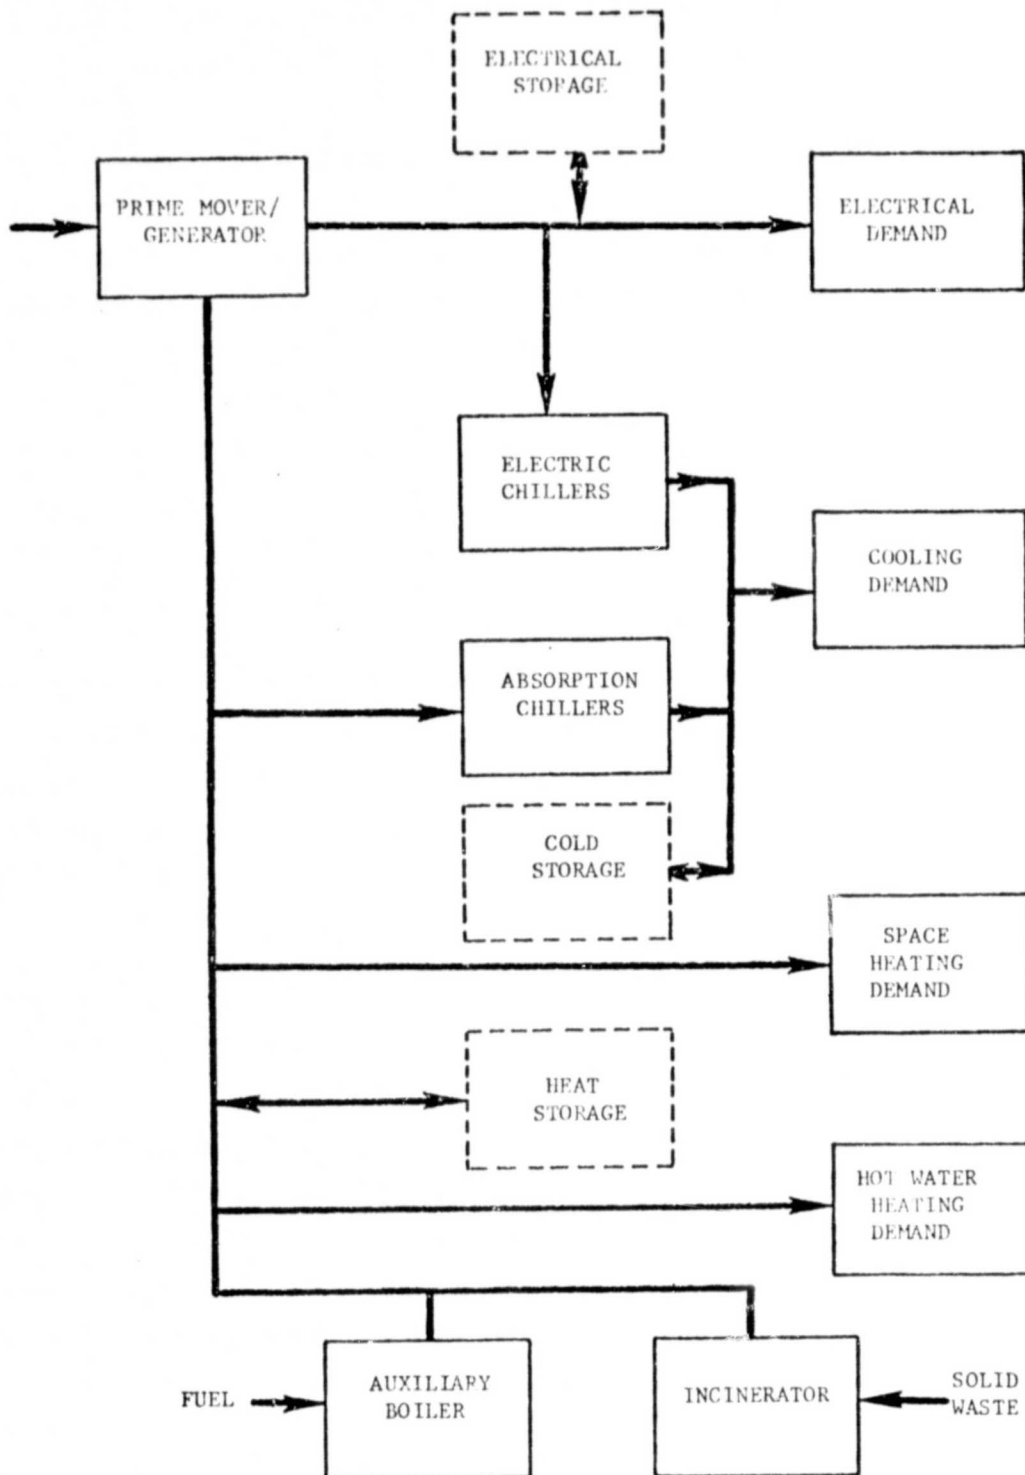 ELECTRICAL
STORAGE
PRIME MOVER/
GENERATOR
ELECTRICAL
DEMAND
ELECTRIC
CHILLERS
COOLING
DEMAND
ABSORPTION
CHILLERS
COLD
STORAGE
SPACE
HEATING
DEMAND
HEAT
STORAGE
HOT WATER
HEATING
DEMAND
FUEL
AUXILIARY
BOILER
INCINERATOR
SOLID
WASTE